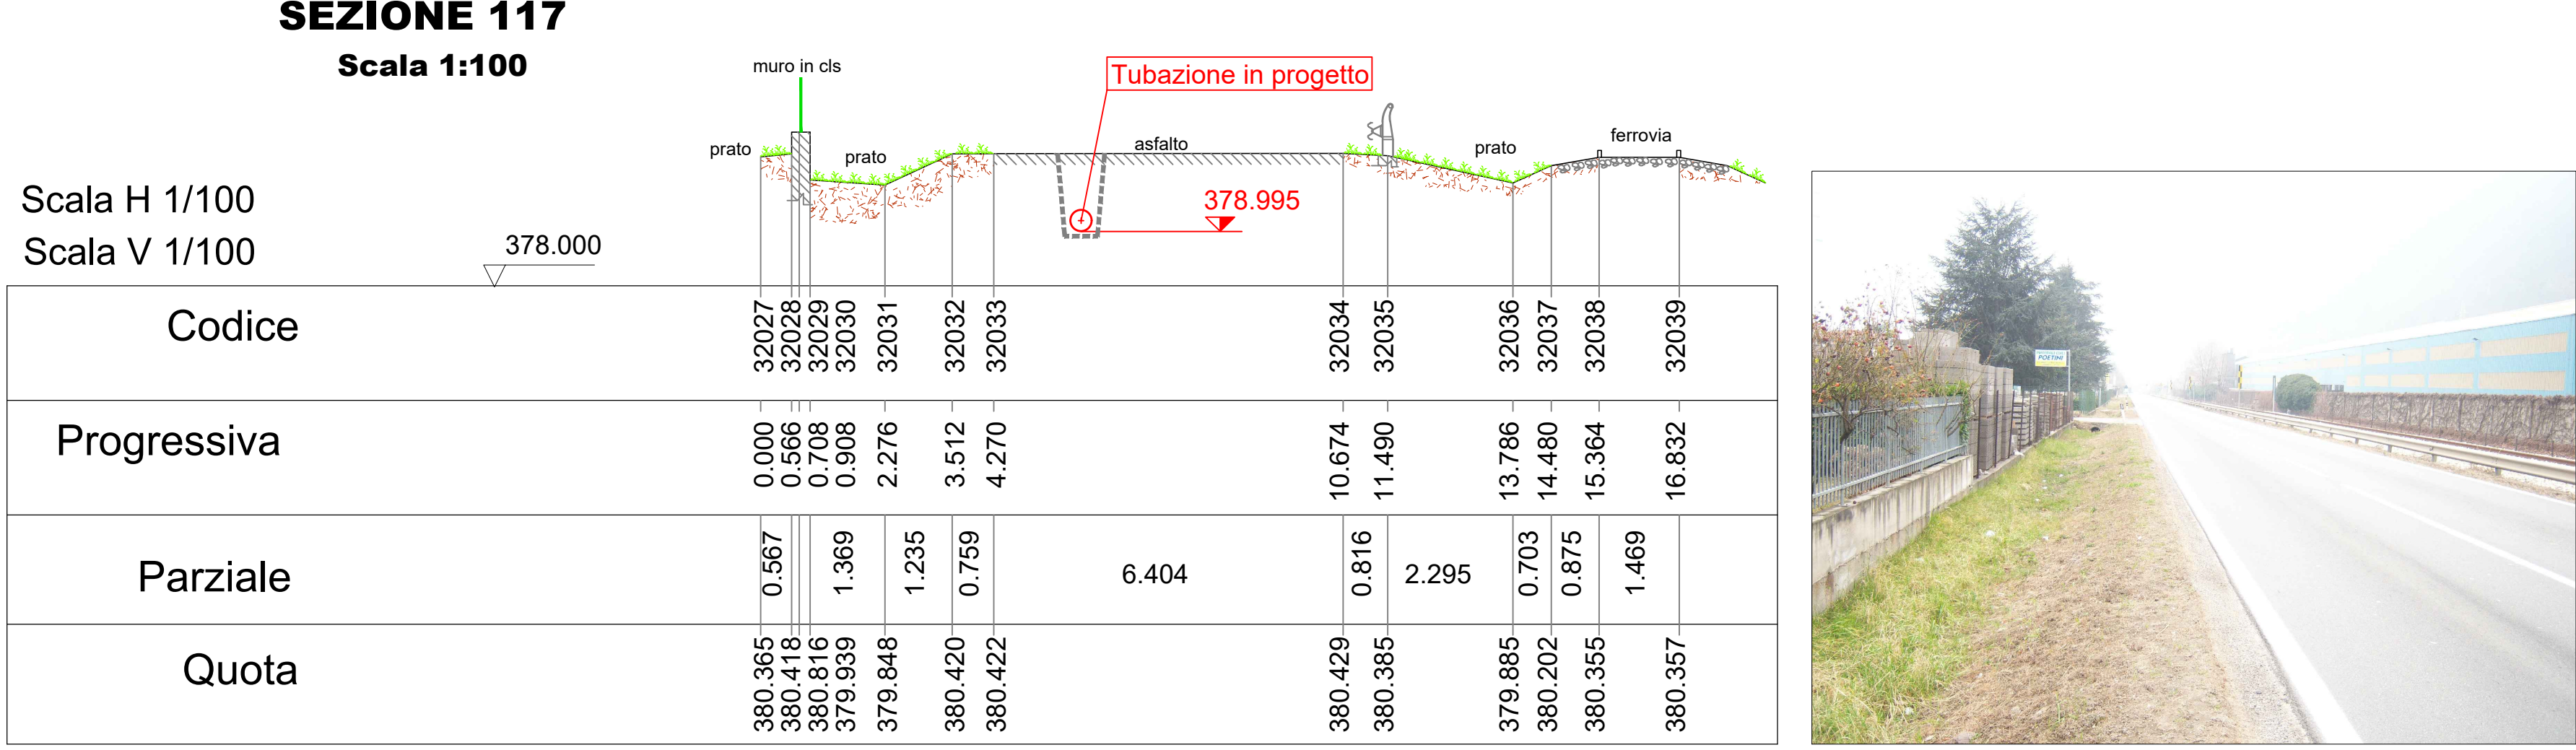 SEZIONE 117
Scala 1:100
muro in cls
Tubazione in progetto
prato
prato
asfalto
prato
ferrovia
Scala H 1/100
Scala V 1/100
378.000
378.995
Codice
32027 32028 32029 32030 32031 32032 32033 32034 32035 32036 32037 32038 32039
Progressiva
0.000 0.566 0.708 0.908 2.276 3.512 4.270 10.674 11.490 13.786 14.480 15.364 16.832
Parziale
0.567 1.369 1.235 0.759 6.404 0.816 2.295 0.703 0.875 1.469
Quota
380.365 380.418 380.816 379.939 379.848 380.420 380.422 380.429 380.385 379.885 380.202 380.355 380.357
POETINI